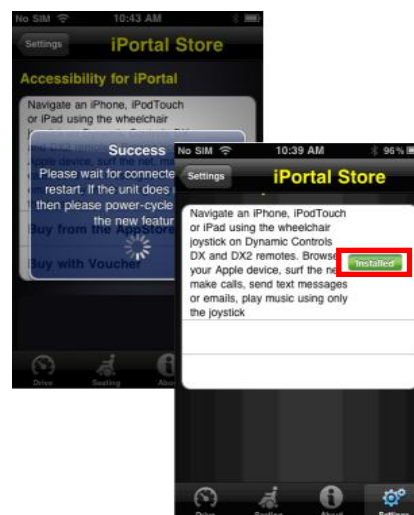 No SIM 10:43 AM
Settings
iPortal Store
Accessibility for iPortal
Navigate an iPhone, iPodTouch
or iPad using the wheelchair
Success
Please wait for connecte
restart. If the unit does
then please power-cycle
the new featur
Buy from the AppStore
Buy with Voucher
Drive
Seating
Abou
No SIM 10:39 AM 96%
Settings
iPortal Store
Navigate an iPhone, iPodTouch
or iPad using the wheelchair
joystick on Dynamic Controls
DX and DX2 remotes. Browse
your Apple device, surf the ne
make calls, send text messages
or emails, play music using only
the joystick
Installed
Drive
Seating
About
Settings